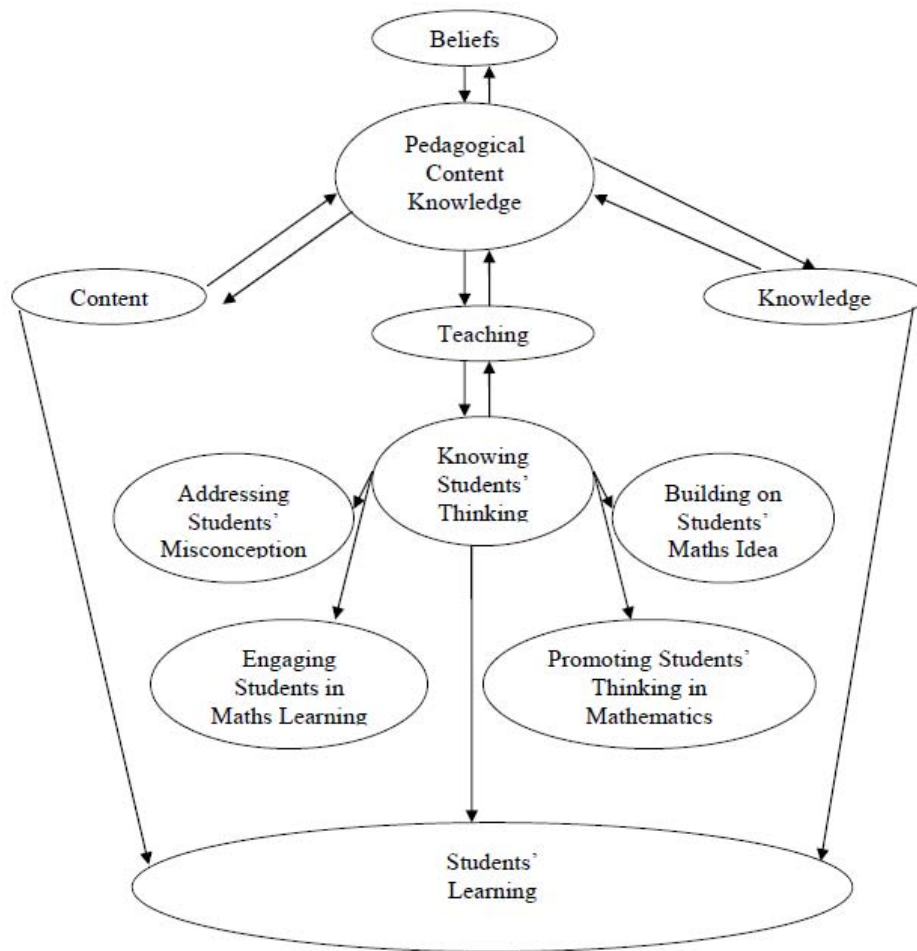 Beliefs
Pedagogical
Content
Knowledge
Content
Knowledge
Teaching
Knowing
Students'
Thinking
Addressing
Students'
Misconception
Building on
Students'
Maths Idea
Engaging
Students in
Maths Learning
Promoting Students'
Thinking in
Mathematics
Students'
Learning